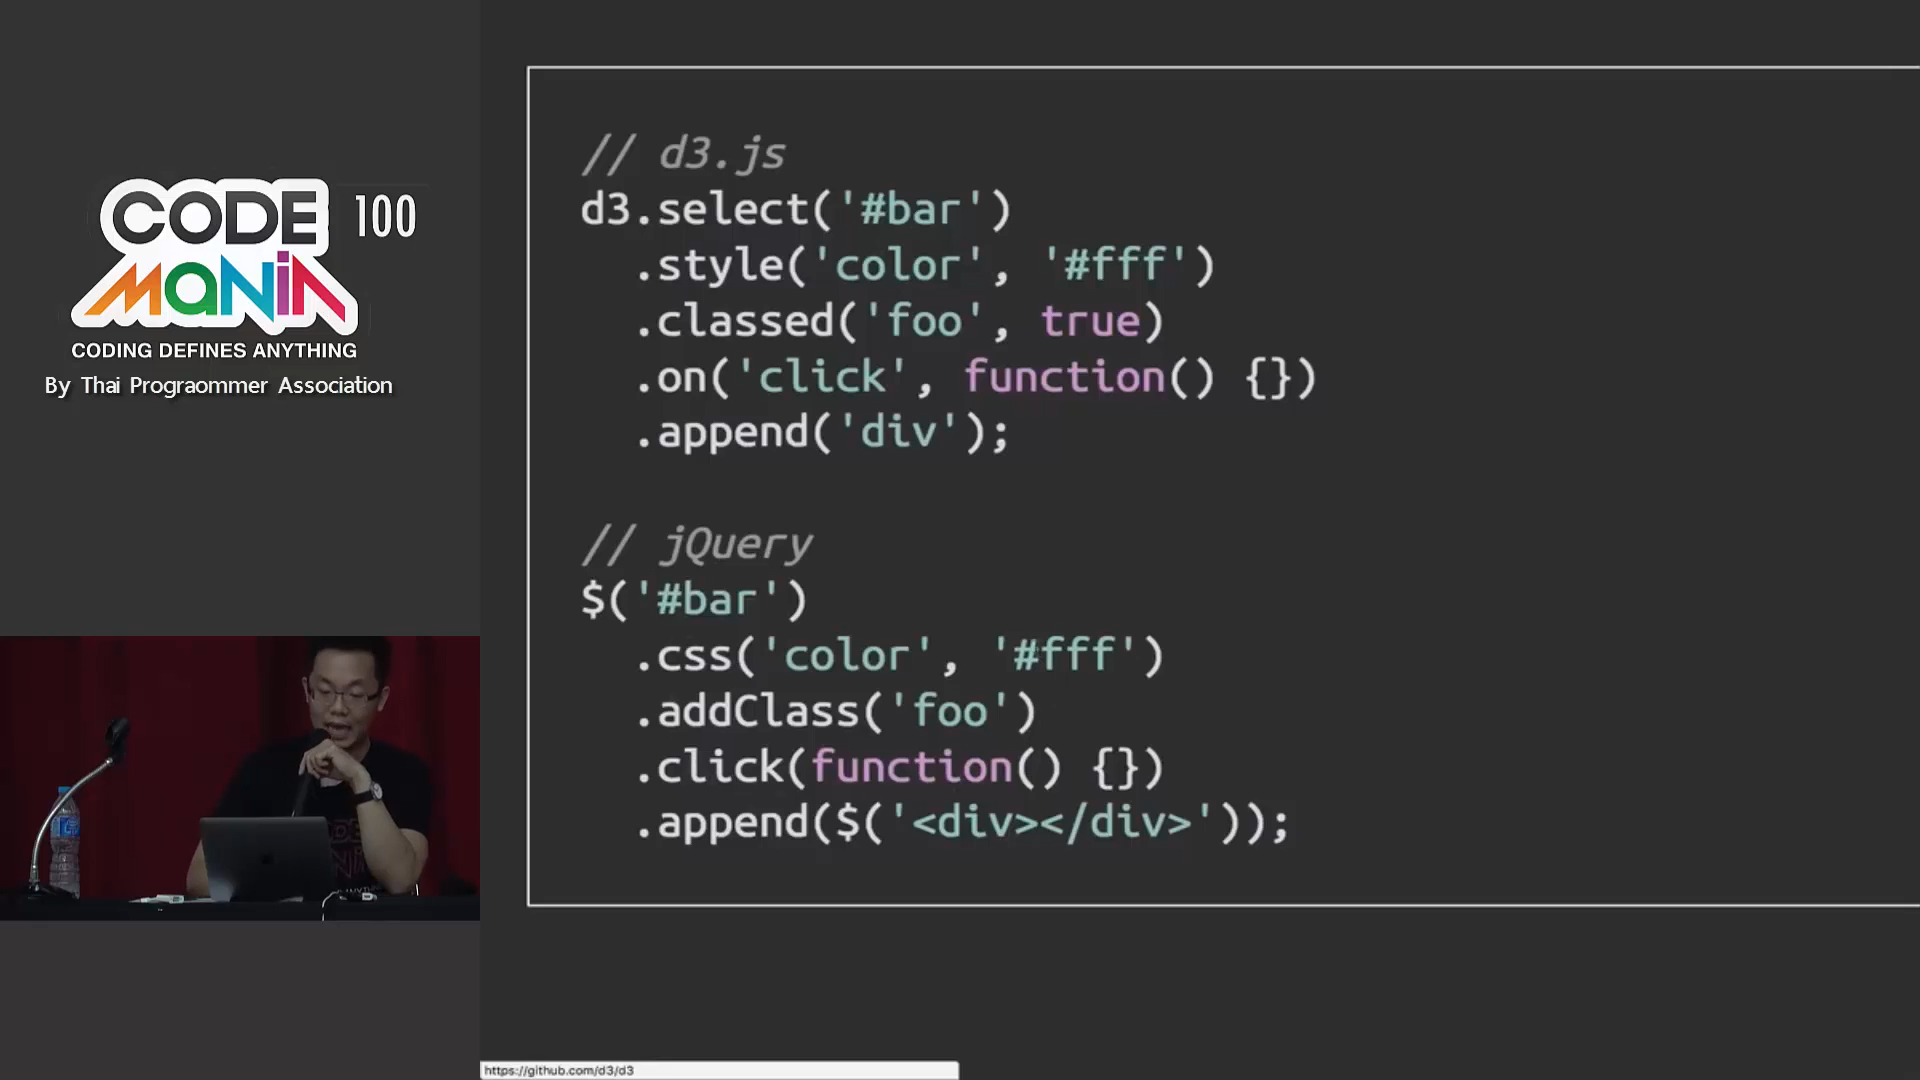 CODE 100
MANIA
CODING DEFINES ANYTHING
By Thai Prograommer Association
// d3.js
d3.select('#bar')
.style('color', '#fff')
.classed('foo', true)
.on('click', function() {})
.append('div');
// jQuery
$('#bar')
.css('color', '#fff')
.addClass('foo')
.click(function() {})
.append($('<div></div>'));
https://github.com/d3/d3